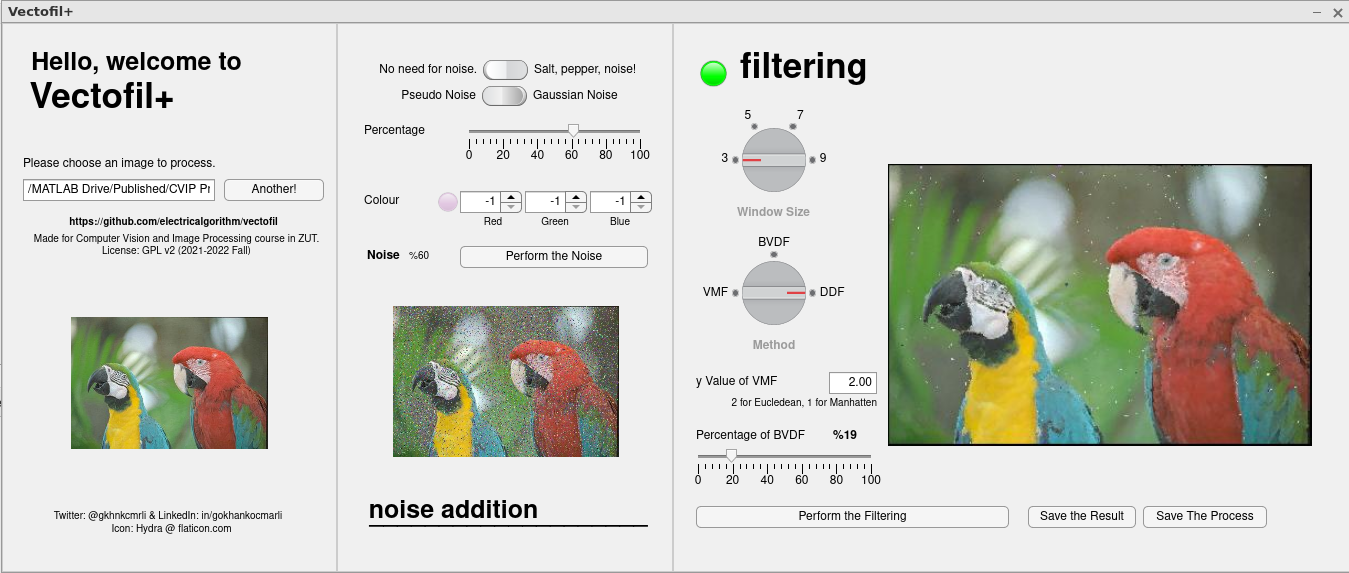 Vectofil+
Hello, welcome to
Vectofil+
Please choose an image to process.
/MATLAB Drive/Published/CVIP Pr
Another!
https://github.com/electricalgorithm/vectofil
Made for Computer Vision and Image Processing course in ZUT.
License: GPL v2 (2021-2022 Fall)
Twitter: @gkhnkcmrli & LinkedIn: in/gokhankocmarli
Icon: Hydra @ flaticon.com
No need for noise. Salt, pepper, noise!
Pseudo Noise Gaussian Noise
Percentage
0 20 40 60 80 100
Colour -1 -1 -1
Red Green Blue
Noise %60 Perform the Noise
noise addition
filtering
5 7
3 9
Window Size
BVDF
VMF DDF
Method
y Value of VMF 2.00
2 for Eucledean, 1 for Manhatten
Percentage of BVDF %19
0 20 40 60 80 100
Perform the Filtering Save the Result Save The Process